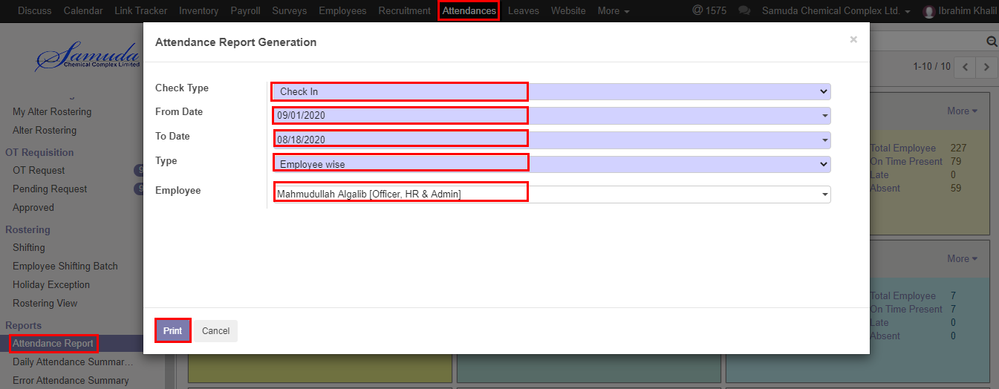 Discuss Calendar Link Tracker Inventory Payroll Surveys Employees Recruitment Attendances Leaves Website More @ 1575 Samuda Chemical Complex Ltd. Ibrahim Khalil
Attendance Report Generation ×
Samuda
Chemical Complex Limited
1-10 / 10
Check Type Check In
My Alter Rostering
From Date 09/01/2020
More
Alter Rostering
To Date 08/18/2020
OT Requisition
Total Employee 227
Type Employee wise
On Time Present 79
OT Request 9
Late 0
Pending Request 9
Absent 59
Employee Mahmudullah Algalib [Officer, HR & Admin]
Approved
Rostering
Shifting
More
Employee Shifting Batch
Holiday Exception
Total Employee 7
Rostering View
On Time Present 7
Reports
Late 0
Print Cancel
Absent 0
Attendance Report
Daily Attendance Summar...
Error Attendance Summary